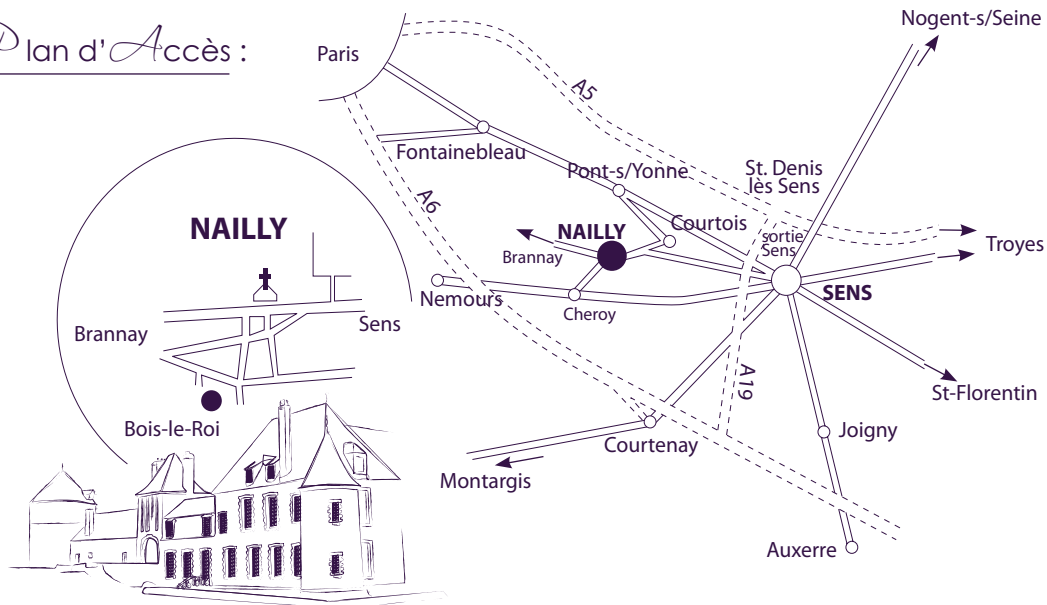 Plan d'Accès :
Paris
Nogent-s/Seine
A5
Fontainebleau
Pont-s/Yonne
St. Denis
lès Sens
A6
Courtois
NAILLY
Brannay
sortie
Sens
Troyes
Nemours
Cheroy
SENS
A19
St-Florentin
Courtenay
Joigny
Montargis
Auxerre
NAILLY
Brannay
Sens
Bois-le-Roi